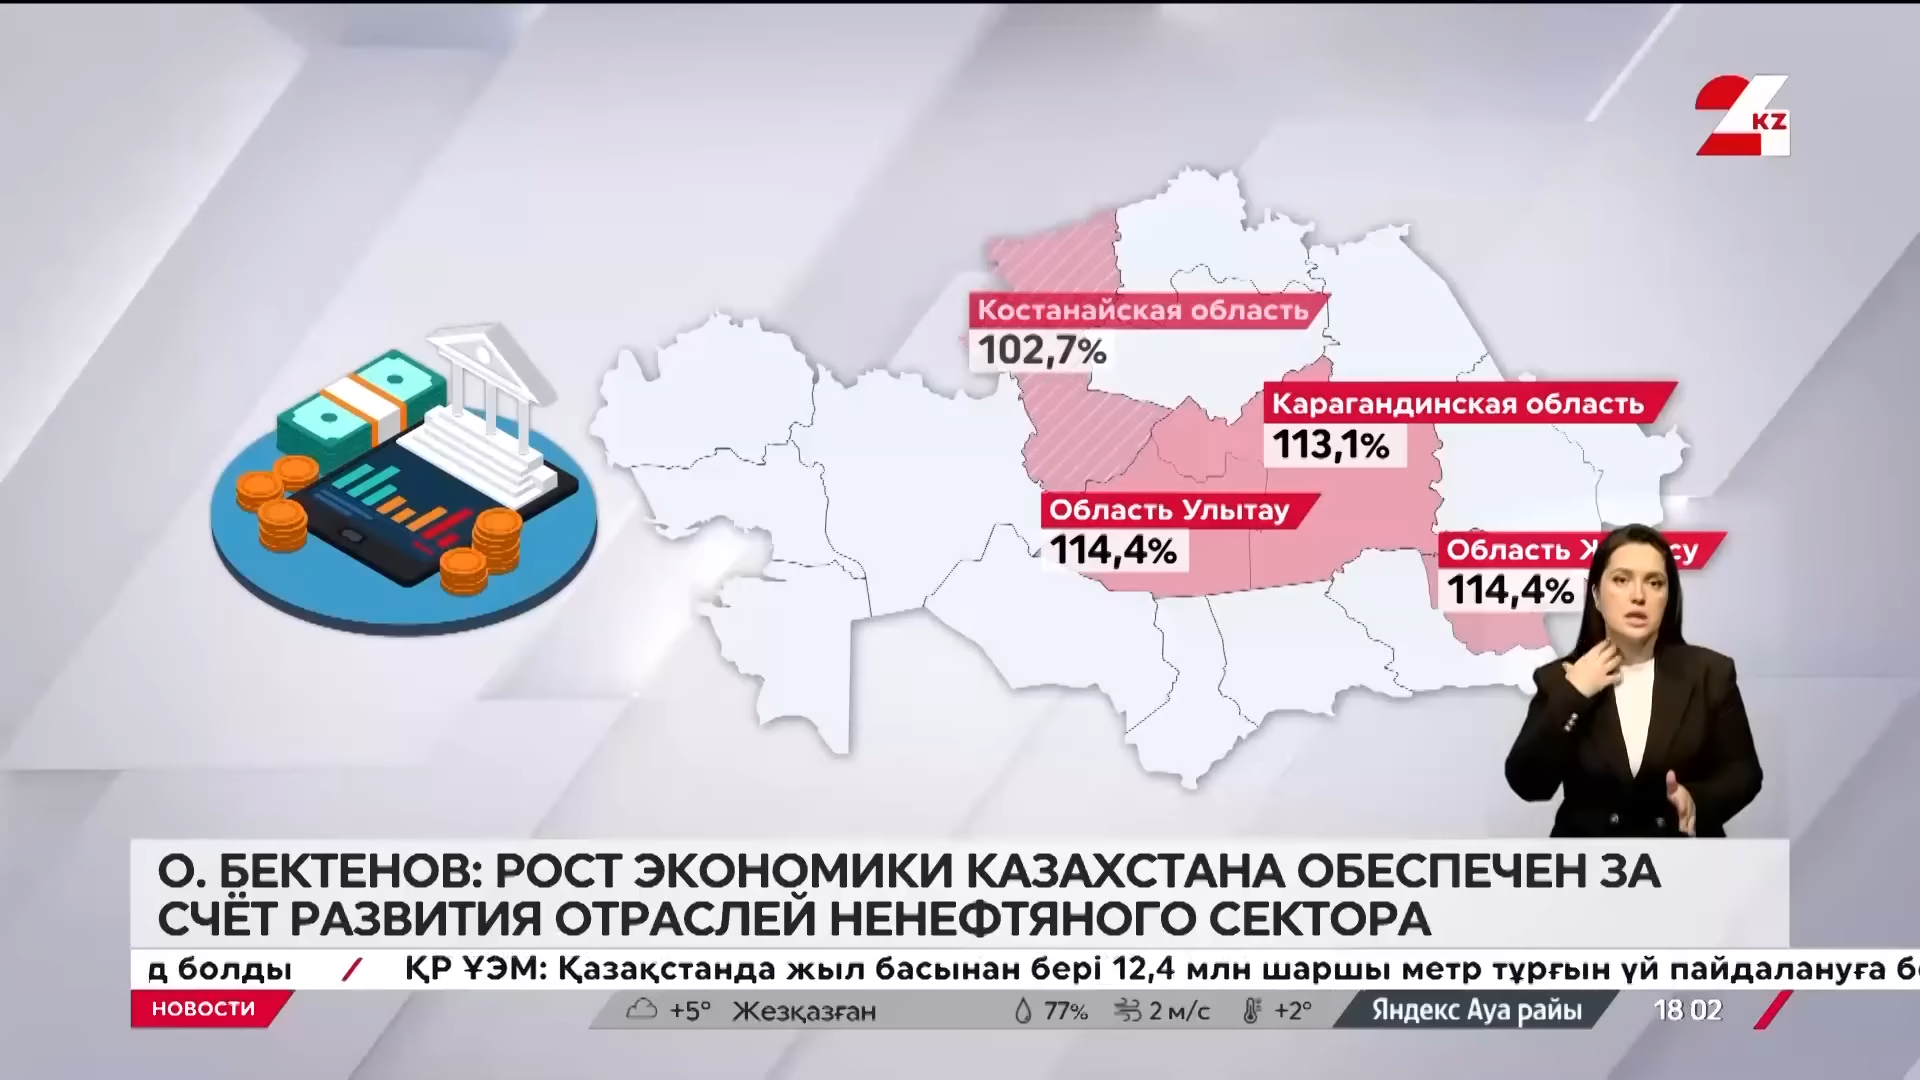 24 KZ
Костанайская область
102,7%
Карагандинская область
113,1%
Область Улытау
114,4%
Область
114,4%
О. БЕКТЕНОВ: РОСТ ЭКОНОМИКИ КАЗАХСТАНА ОБЕСПЕЧЕН ЗА
СЧЁТ РАЗВИТИЯ ОТРАСЛЕЙ НЕНЕФТЯНОГО СЕКТОРА
д болды / ҚР ҰЭМ: Қазақстанда жыл басынан бері 12,4 млн шаршы метр тұрғын үй пайдалануға
НОВОСТИ +5° Жезқазған 77% 2 м/с +2° Яндекс Ауа райы 18 02